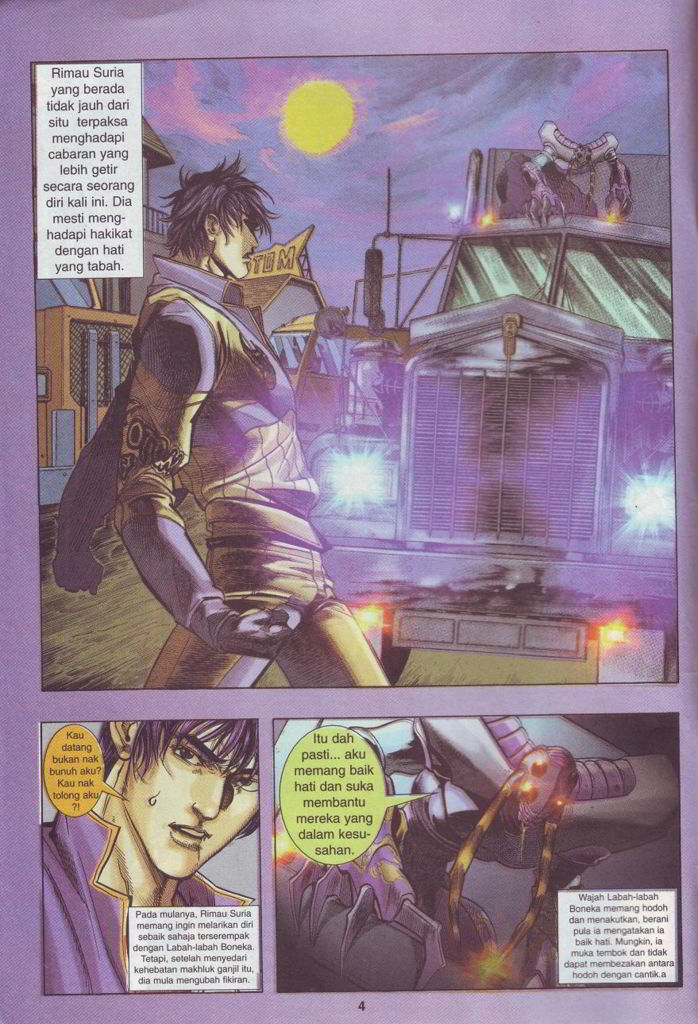 Rimau Suria
yang berada
tidak jauh dari
situ terpaksa
menghadapi
cabaran yang
lebih getir
secara seorang
diri kali ini. Dia
mesti meng-
hadapi hakikat
dengan hati
yang tabah.
TOM
Kau
datang
bukan nak
bunuh aku?
Kau nak
tolong aku
?!
Pada mulanya, Rimau Suria
memang ingin melarikan diri
sebaik sahaja terserempak
dengan Labah-labah Boneka.
Tetapi, setelah menyedari
kehebatan makhluk ganjil itu,
dia mula mengubah fikiran.
Itu dah
pasti... aku
memang baik
hati dan suka
membantu
mereka yang
dalam kesu-
sahan.
Wajah Labah-labah
Boneka memang hodoh
dan menakutkan, berani
pula ia mengatakan ia
baik hati. Mungkin, ia
muka tembok dan tidak
dapat membezakan antara
hodoh dengan cantik.a
4